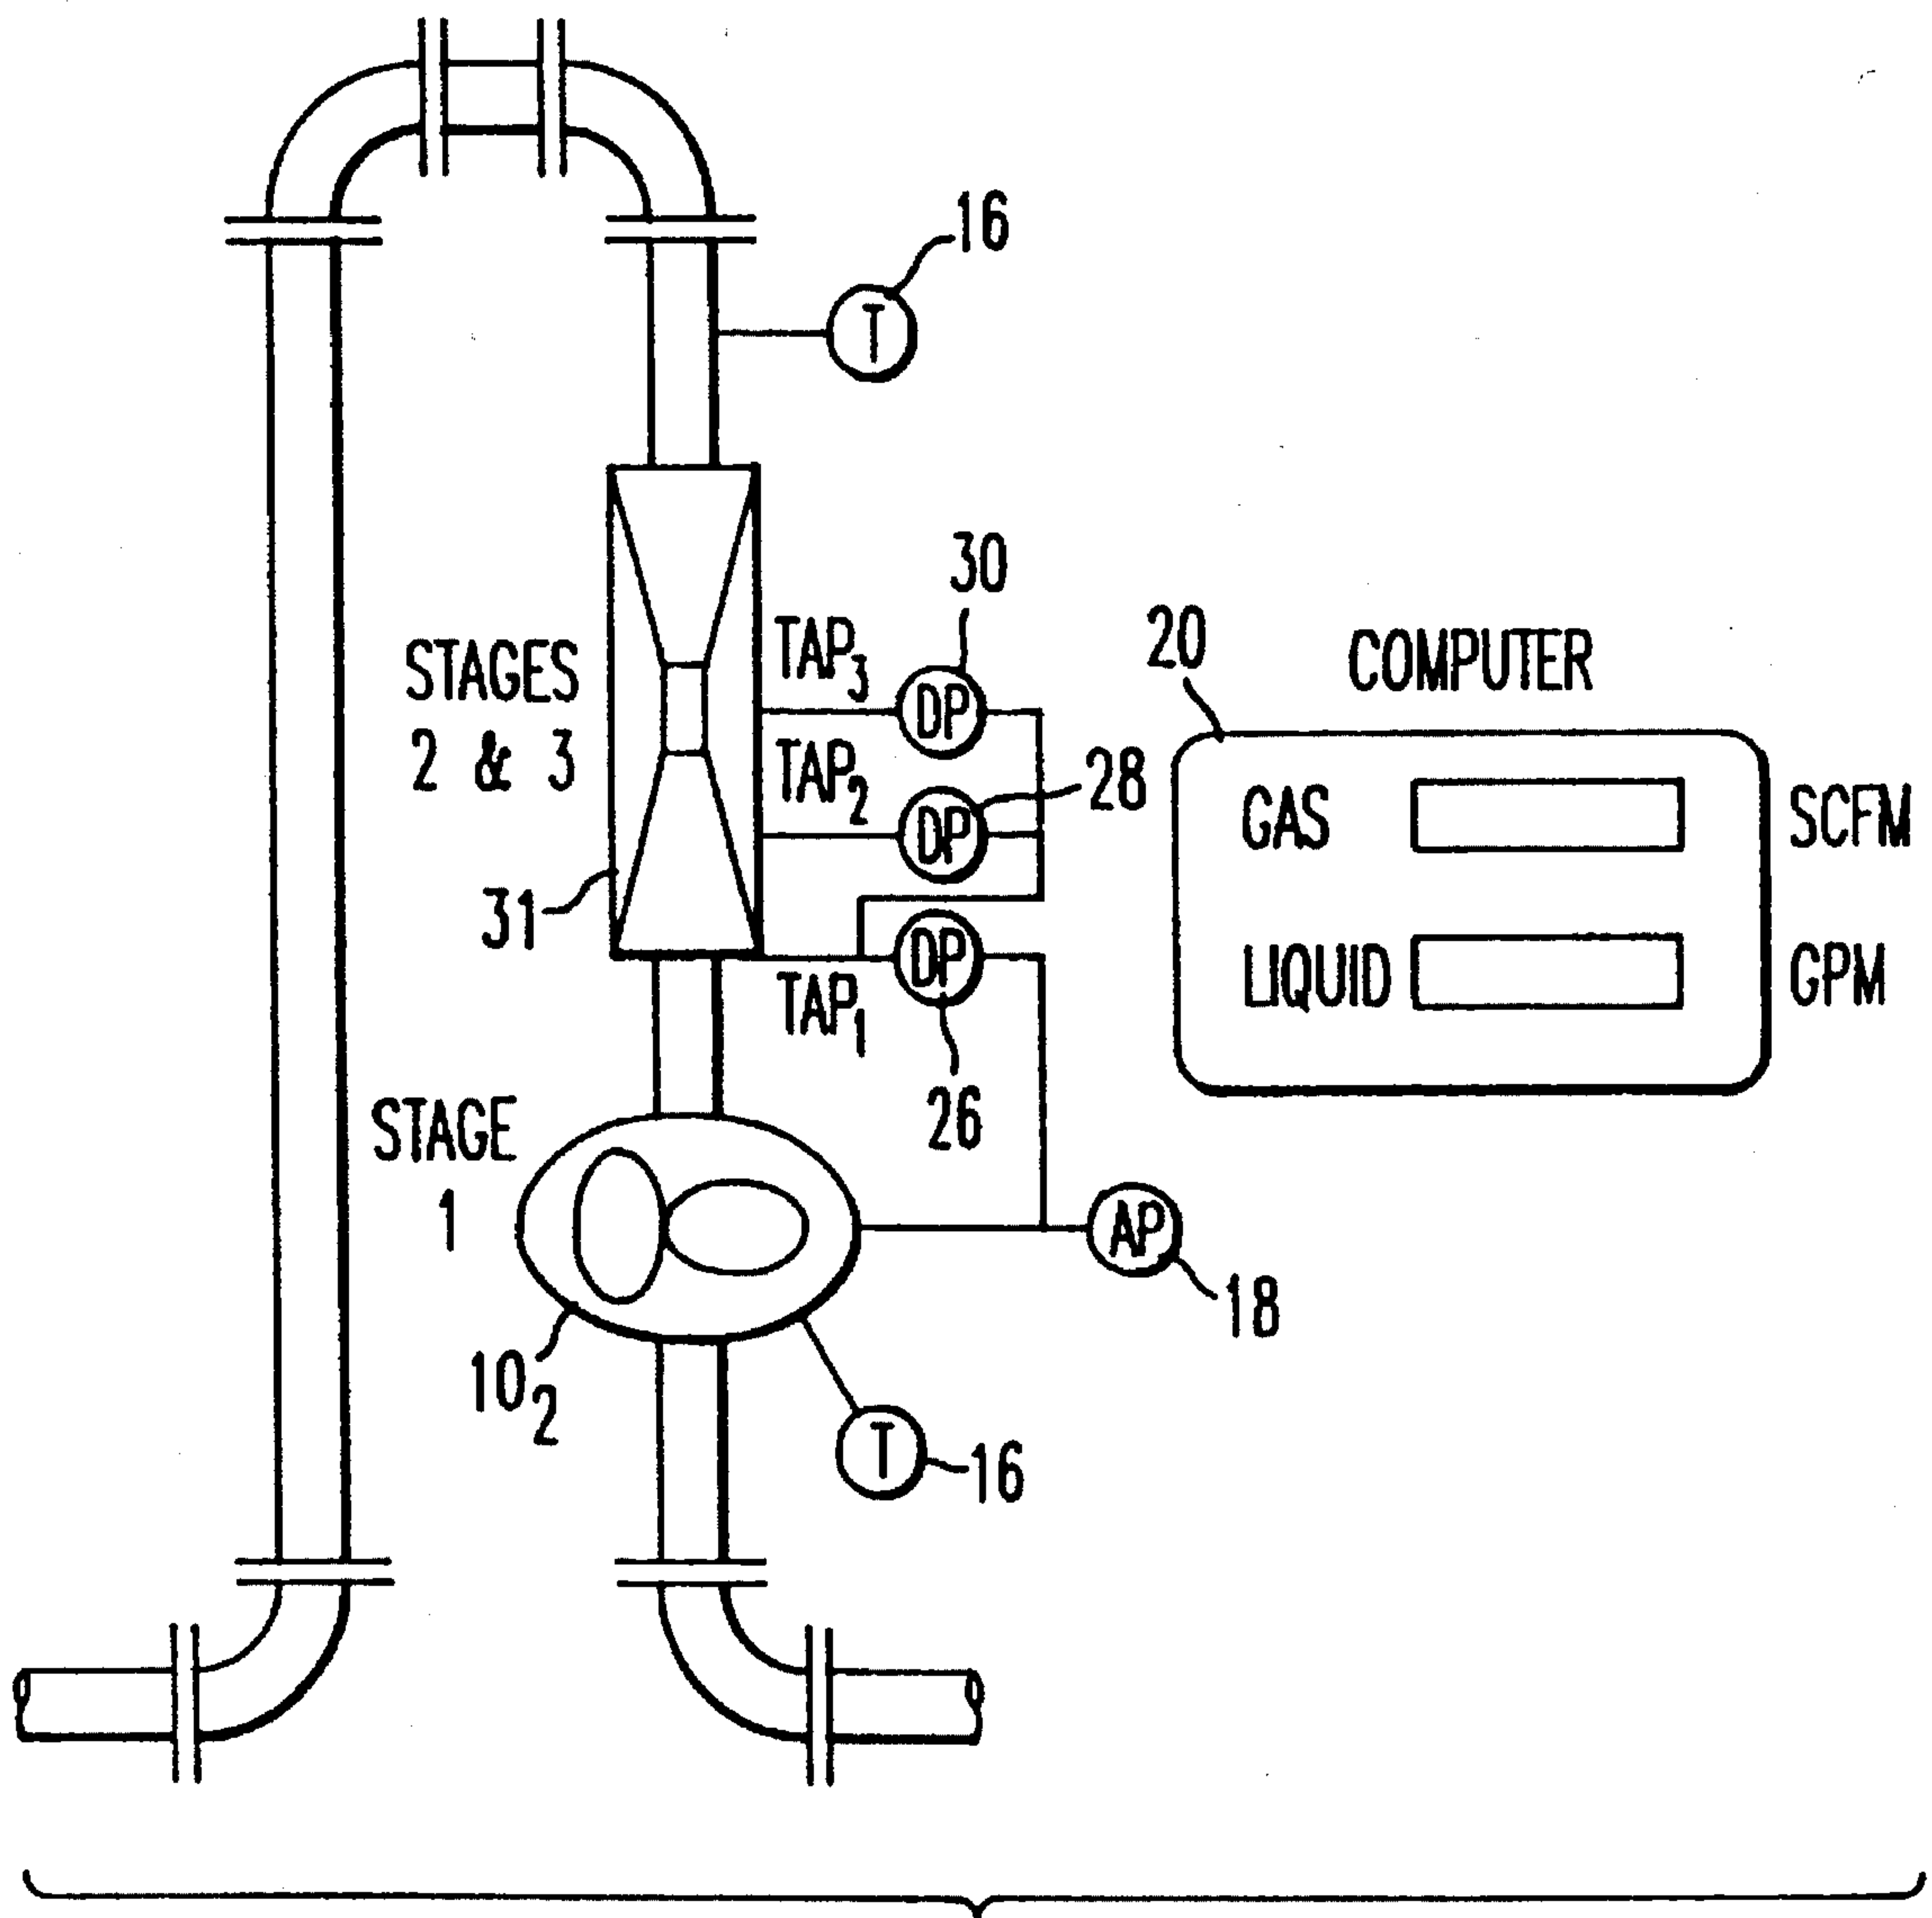 16
T
30
TAP3
DP
STAGES
2 & 3
TAP2
DP
28
31
DP
TAP1
26
20
COMPUTER
GAS
SCFM
LIQUID
GPM
STAGE
1
AP
18
102
T
16